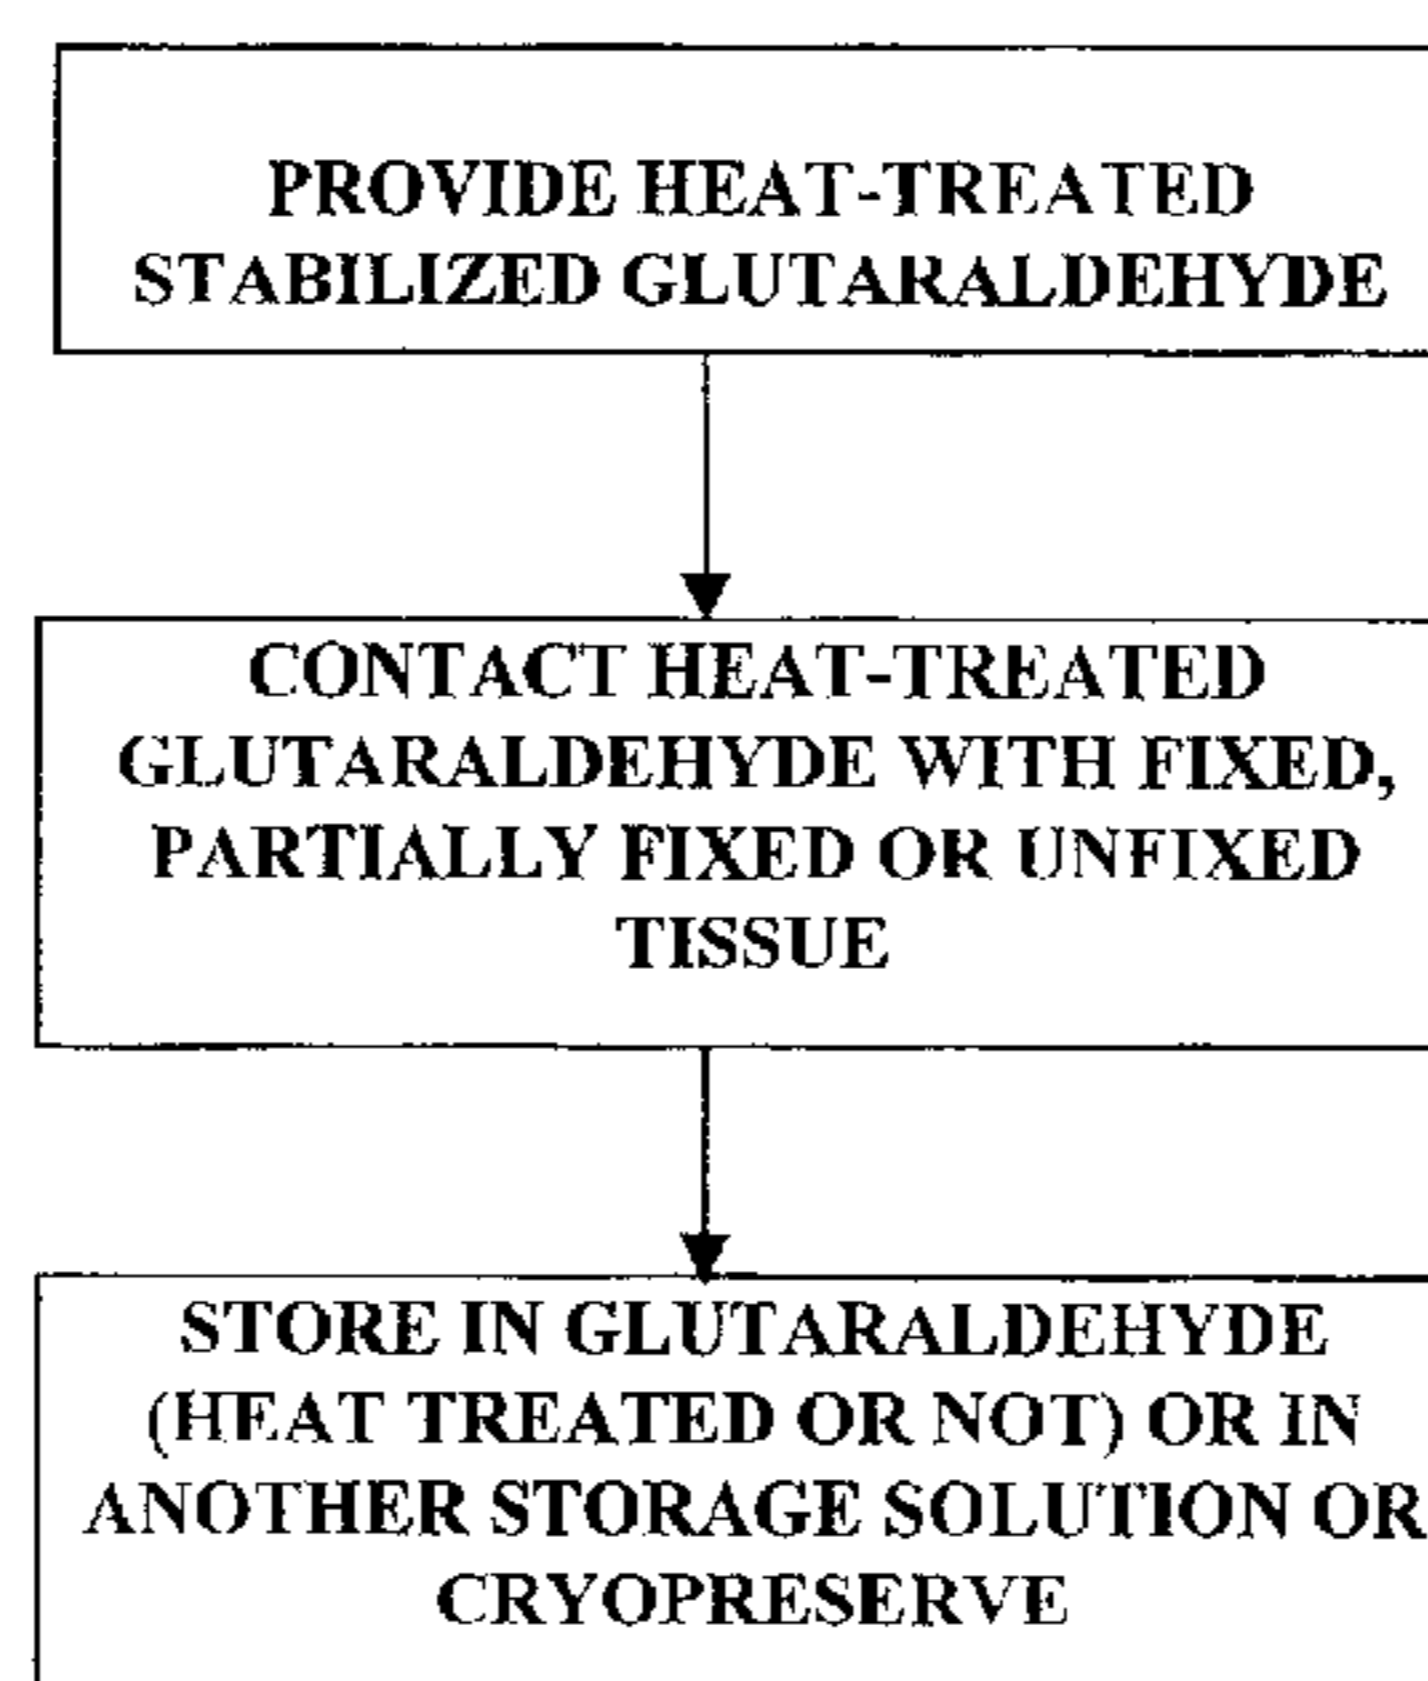 PROVIDE HEAT-TREATED
STABILIZED GLUTARALDEHYDE
CONTACT HEAT-TREATED
GLUTARALDEHYDE WITH FIXED,
PARTIALLY FIXED OR UNFIXED
TISSUE
STORE IN GLUTARALDEHYDE
(HEAT TREATED OR NOT) OR IN
ANOTHER STORAGE SOLUTION OR
CRYOPRESERVE